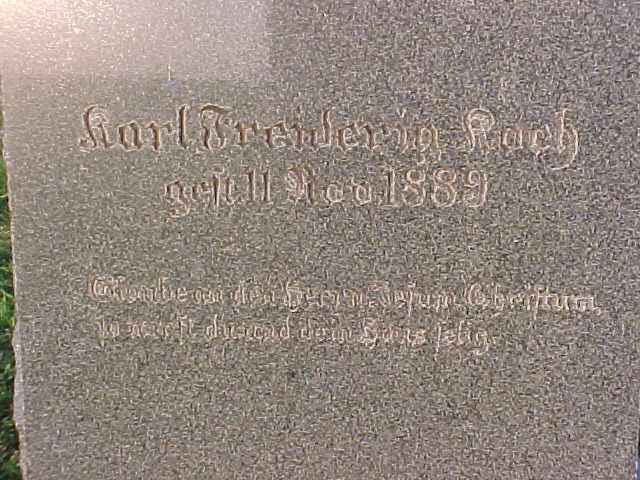 Karl Freiderig Koch
gest. 11 Nov. 1889
Glaube an den Herrn Jesum Christum,
so wirst du und dein Haus selig.